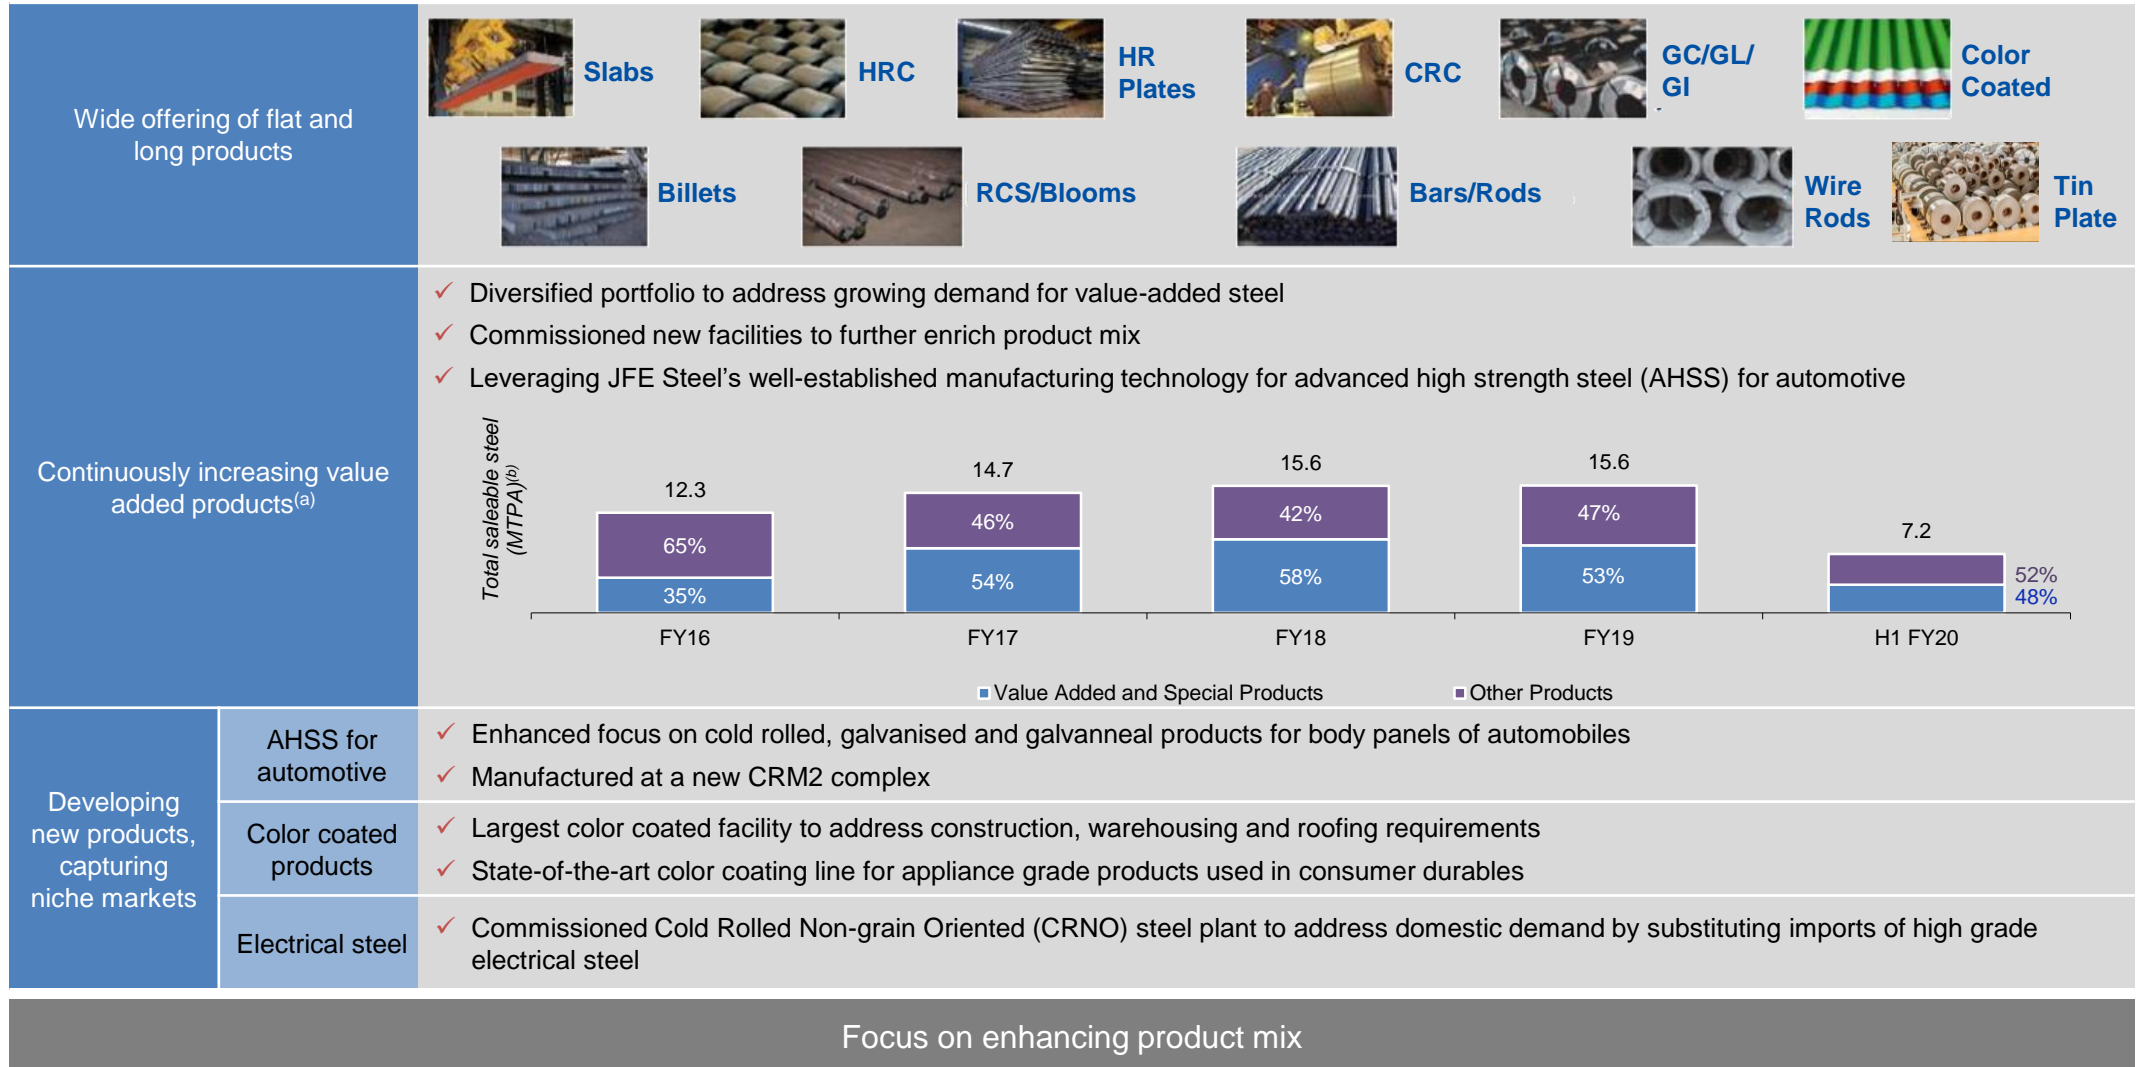 Wide offering of flat and
long products
Slabs
HRC
HR
Plates
CRC
GC/GL/
GI
Color
Coated
Billets
RCS/Blooms
Bars/Rods
Wire
Rods
Tin
Plate
Continuously increasing value
added products(a)
Diversified portfolio to address growing demand for value-added steel
Commissioned new facilities to further enrich product mix
Leveraging JFE Steel’s well-established manufacturing technology for advanced high strength steel (AHSS) for automotive
Total saleable steel
(MTPA)(b)
12.3
14.7
15.6
15.6
7.2
65%
46%
42%
47%
52%
35%
54%
58%
53%
48%
FY16
FY17
FY18
FY19
H1 FY20
Value Added and Special Products
Other Products
Developing
new products,
capturing
niche markets
AHSS for
automotive
Enhanced focus on cold rolled, galvanised and galvanneal products for body panels of automobiles
Manufactured at a new CRM2 complex
Color coated
products
Largest color coated facility to address construction, warehousing and roofing requirements
State-of-the-art color coating line for appliance grade products used in consumer durables
Electrical steel
Commissioned Cold Rolled Non-grain Oriented (CRNO) steel plant to address domestic demand by substituting imports of high grade
electrical steel
Focus on enhancing product mix